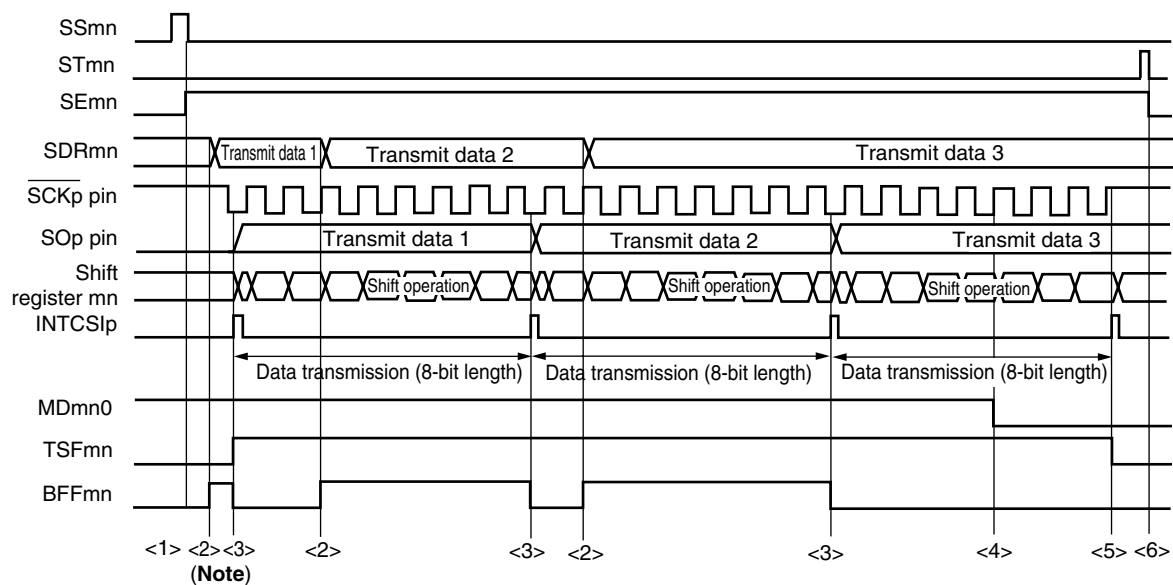 SSmn
STmn
SEmn
SDRmn
Transmit data 1
Transmit data 2
Transmit data 3
SCKp pin
SOp pin
Transmit data 1
Transmit data 2
Transmit data 3
Shift
register mn
Shift operation
Shift operation
Shift operation
INTCSIp
Data transmission (8-bit length)
Data transmission (8-bit length)
Data transmission (8-bit length)
MDmn0
TSFmn
BFFmn
<1> <2> <3> <2> <3> <2> <3> <4> <5> <6>
(Note)